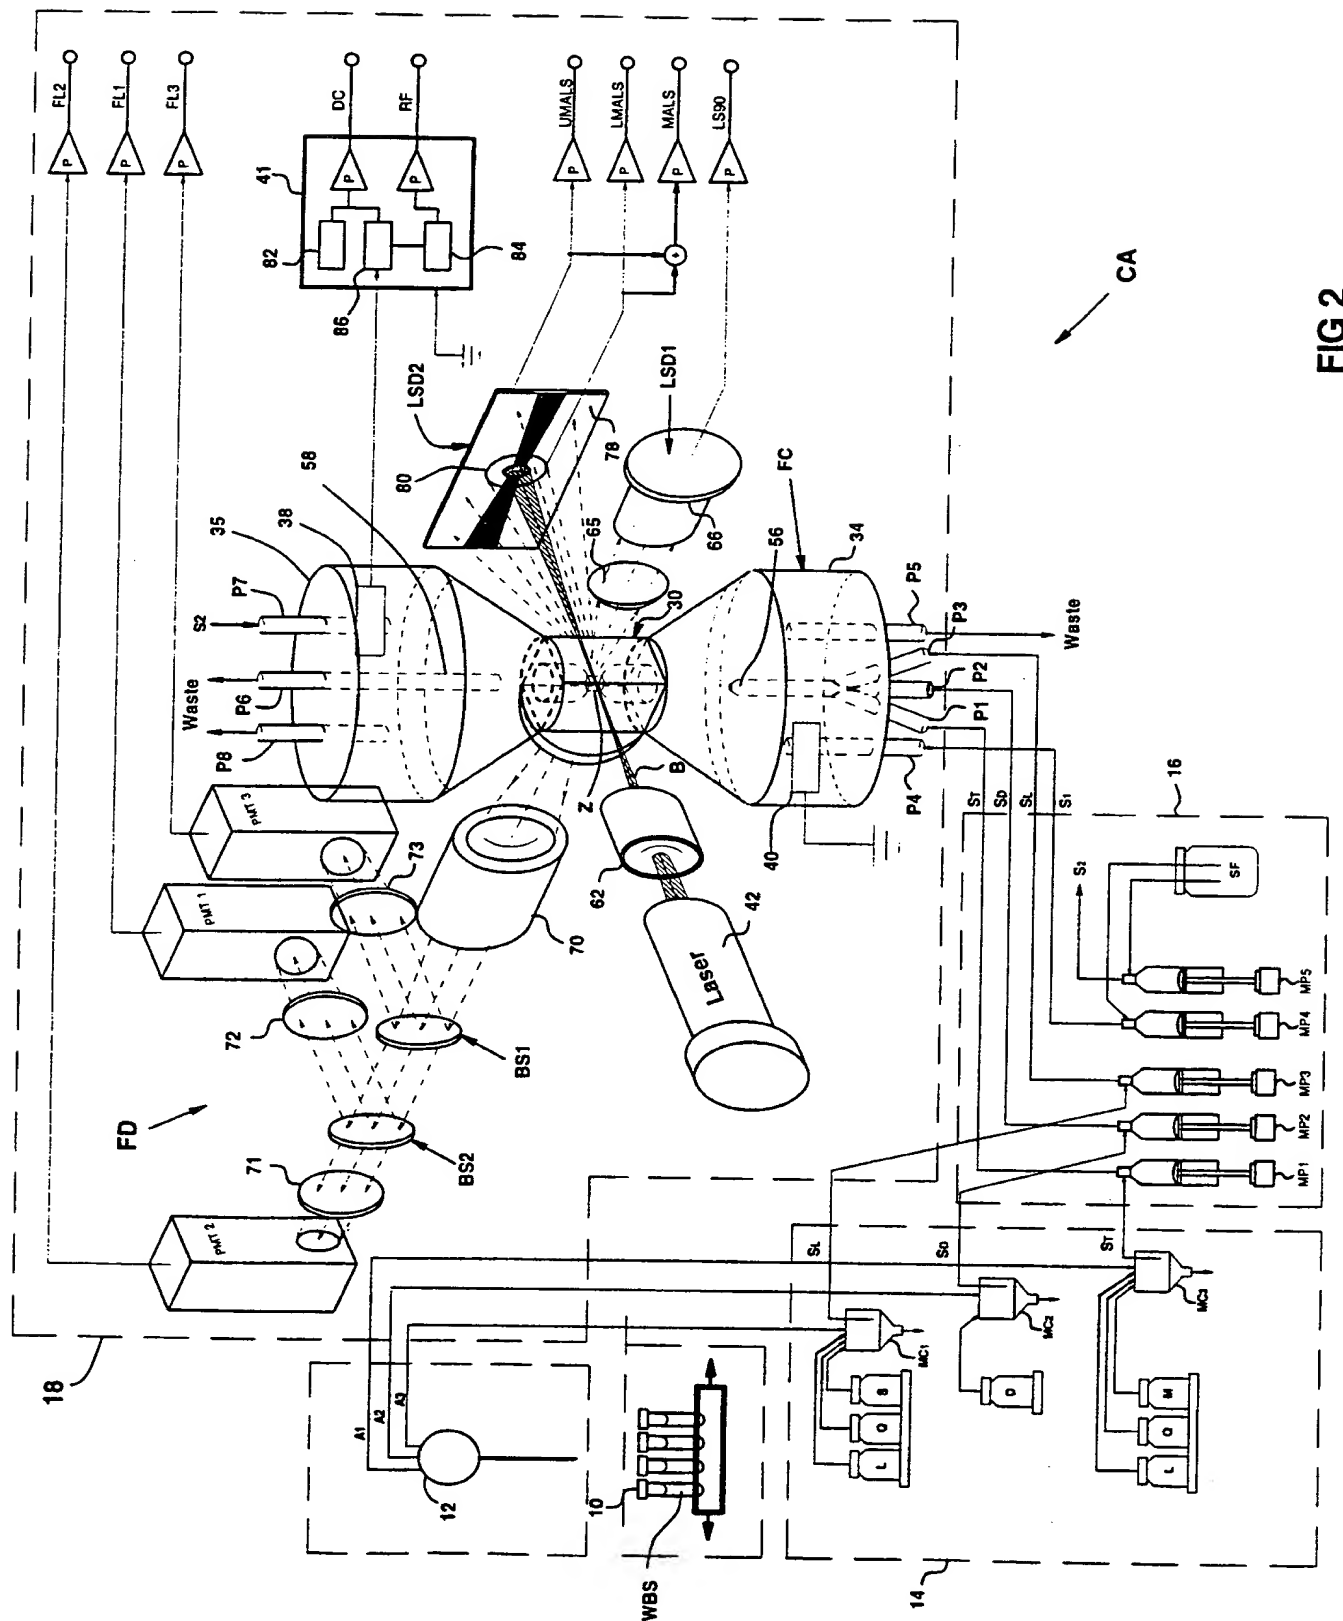 18
FD
71
PMT 2
BS2
72
PMT 1
BS1
73
PMT 3
70
FL2
FL1
FL3
DC
RF
41
82
86
84
P8
P6
P7
Waste
S2
35
38
58
LSD2
80
78
UMALS
LMALS
MALS
LS90
P
P
P
P
P
P
P
P
P
+
LSD1
65
66
30
Z
B
62
42
Laser
56
FC
34
40
P4
P1
P2
P3
P5
Waste
CA
ST
SD
SL
S1
16
S2
SF
MP1
MP2
MP3
MP4
MP5
A1
A2
A3
12
10
WBS
14
SL
SD
ST
MC1
MC2
MC3
L
Q
S
D
L
Q
M
FIG 2